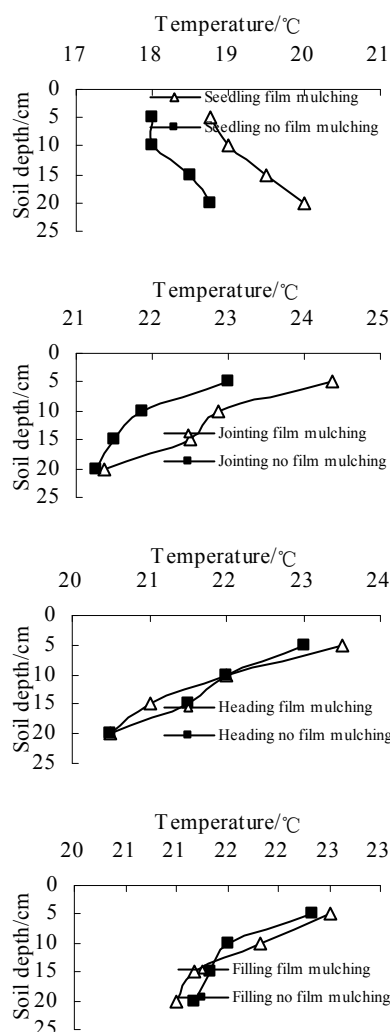 Temperature/℃
17 18 19 20 21
0
5
10
15
20
25
Soil depth/cm
Seedling film mulching
Seedling no film mulching
Temperature/℃
21 22 23 24 25
0
5
10
15
20
25
Soil depth/cm
Jointing film mulching
Jointing no film mulching
Temperature/℃
20 21 22 23 24
0
5
10
15
20
25
Soil depth/cm
Heading film mulching
Heading no film mulching
Temperature/℃
20 21 21 22 22 23 23
0
5
10
15
20
25
Soil depth/cm
Filling film mulching
Filling no film mulching